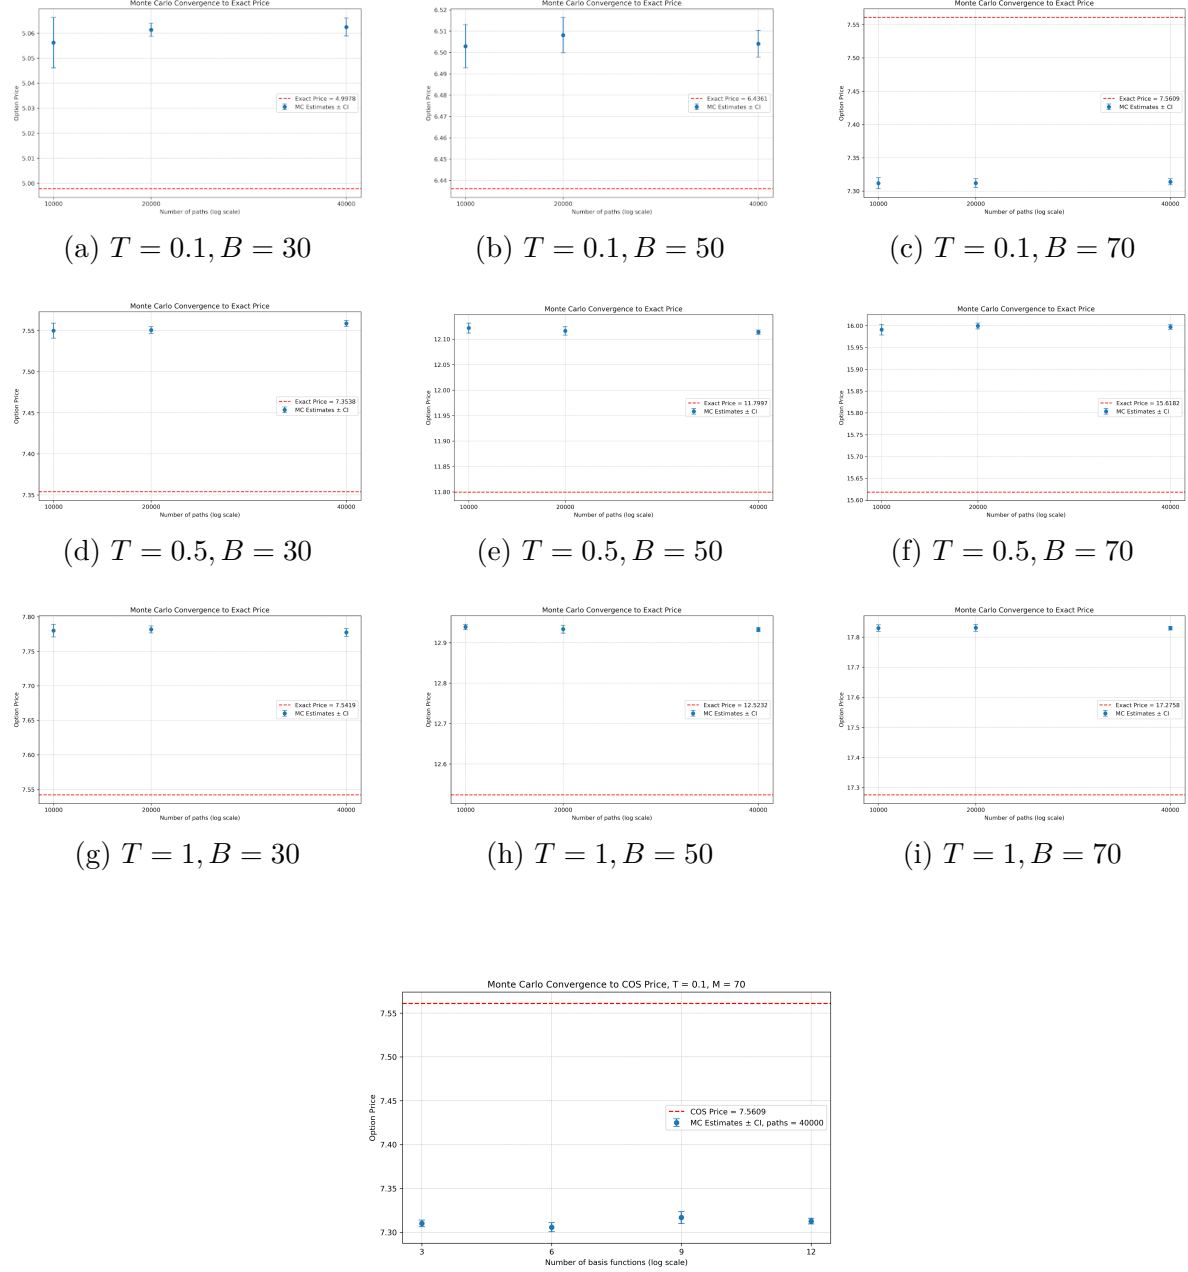 Monte Carlo Convergence to Exact Price
Option Price
5.06
5.05
5.04
5.03
5.02
5.01
5.00
Exact Price = 4.9978
MC Estimates ± CI
10000 20000 40000
Number of paths (log scale)
(a) T = 0.1, B = 30
Monte Carlo Convergence to Exact Price
Option Price
6.52
6.51
6.50
6.49
6.48
6.47
6.46
6.45
6.44
Exact Price = 6.4361
MC Estimates ± CI
10000 20000 40000
Number of paths (log scale)
(b) T = 0.1, B = 50
Monte Carlo Convergence to Exact Price
Option Price
7.55
7.50
7.45
7.40
7.35
7.30
Exact Price = 7.5609
MC Estimates ± CI
10000 20000 40000
Number of paths (log scale)
(c) T = 0.1, B = 70
Monte Carlo Convergence to Exact Price
Option Price
7.55
7.50
7.45
7.40
7.35
Exact Price = 7.3538
MC Estimates ± CI
10000 20000 40000
Number of paths (log scale)
(d) T = 0.5, B = 30
Monte Carlo Convergence to Exact Price
Option Price
12.10
12.05
12.00
11.95
11.90
11.85
11.80
Exact Price = 11.7997
MC Estimates ± CI
10000 20000 40000
Number of paths (log scale)
(e) T = 0.5, B = 50
Monte Carlo Convergence to Exact Price
Option Price
16.00
15.95
15.90
15.85
15.80
15.75
15.70
15.65
15.60
Exact Price = 15.6182
MC Estimates ± CI
10000 20000 40000
Number of paths (log scale)
(f) T = 0.5, B = 70
Monte Carlo Convergence to Exact Price
Option Price
7.80
7.75
7.70
7.65
7.60
7.55
Exact Price = 7.5419
MC Estimates ± CI
10000 20000 40000
Number of paths (log scale)
(g) T = 1, B = 30
Monte Carlo Convergence to Exact Price
Option Price
12.9
12.8
12.7
12.6
Exact Price = 12.5232
MC Estimates ± CI
10000 20000 40000
Number of paths (log scale)
(h) T = 1, B = 50
Monte Carlo Convergence to Exact Price
Option Price
17.8
17.7
17.6
17.5
17.4
17.3
Exact Price = 17.2758
MC Estimates ± CI
10000 20000 40000
Number of paths (log scale)
(i) T = 1, B = 70
Monte Carlo Convergence to COS Price, T = 0.1, M = 70
Option Price
7.55
7.50
7.45
7.40
7.35
7.30
COS Price = 7.5609
MC Estimates ± CI, paths = 40000
3 6 9 12
Number of basis functions (log scale)